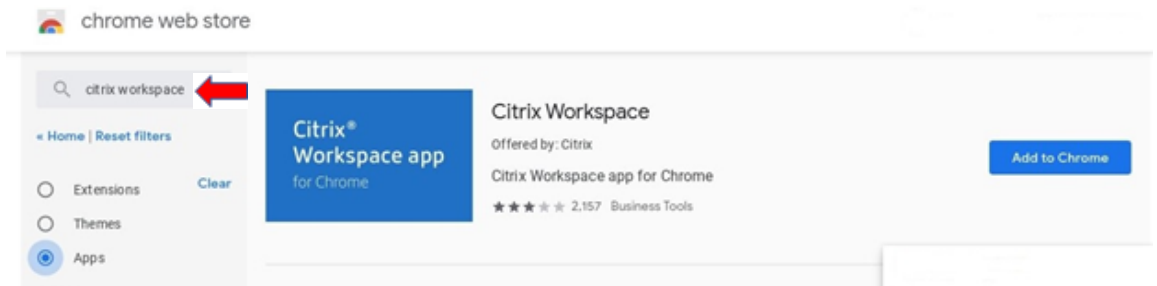 chrome web store
citrix workspace
« Home | Reset filters
Extensions
Clear
Themes
Apps
Citrix®
Workspace app
for Chrome
Citrix Workspace
Offered by: Citrix
Citrix Workspace app for Chrome
2,157 Business Tools
Add to Chrome